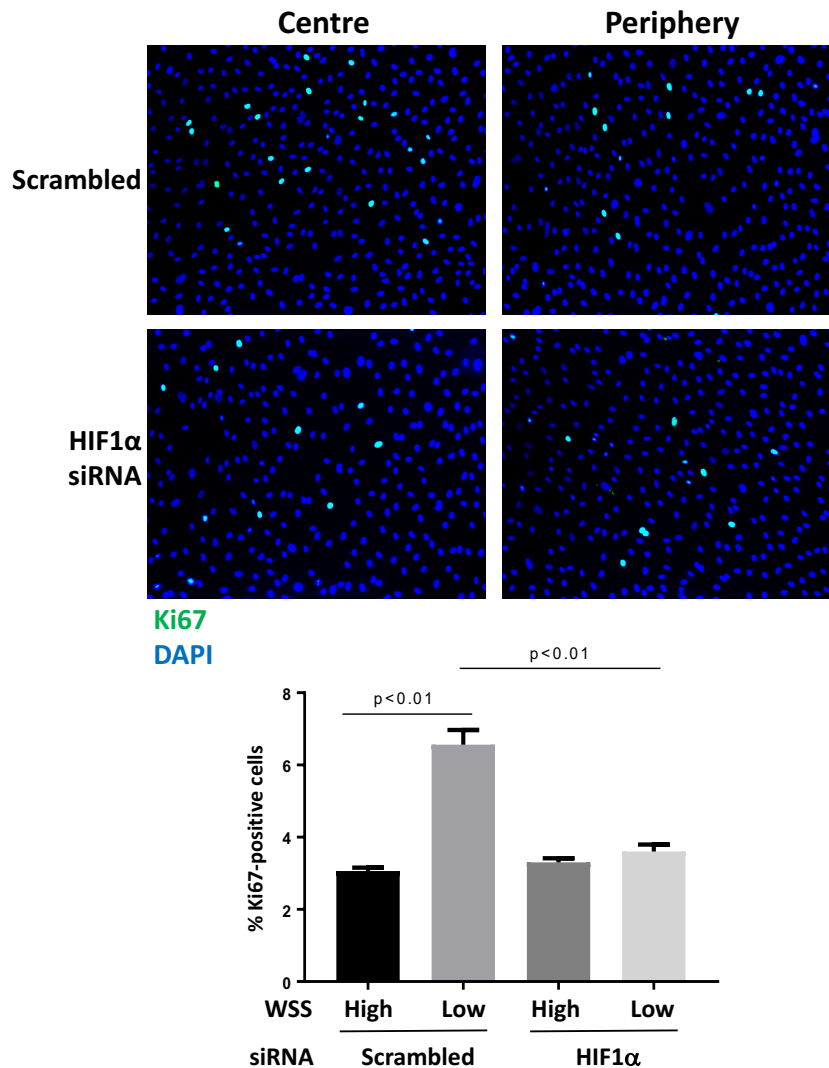 Centre Periphery
Scrambled
HIF1α
siRNA
Ki67
DAPI
p<0.01
p<0.01
% Ki67-positive cells
8
6
4
2
0
WSS High Low High Low
siRNA Scrambled HIF1α